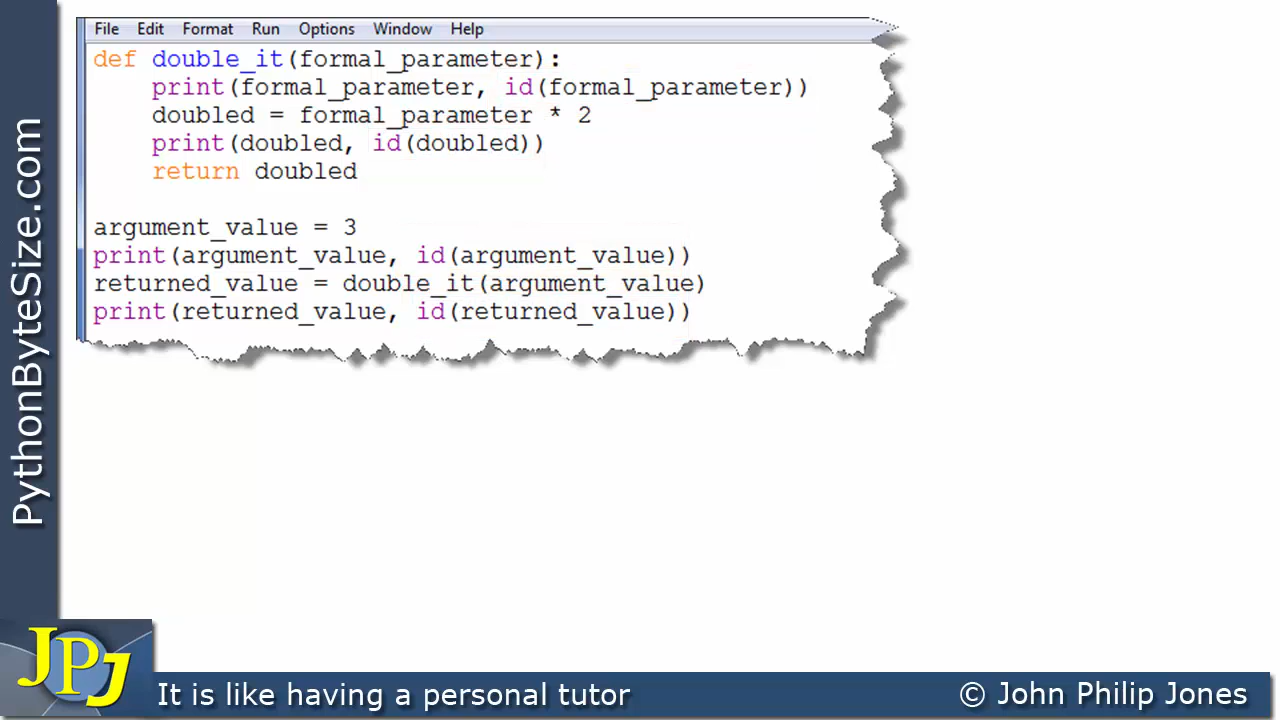 File Edit Format Run Options Window Help
def double_it(formal_parameter):
    print(formal_parameter, id(formal_parameter))
    doubled = formal_parameter * 2
    print(doubled, id(doubled))
    return doubled
argument_value = 3
print(argument_value, id(argument_value))
returned_value = double_it(argument_value)
print(returned_value, id(returned_value))
PythonByteSize.com
JPJ
It is like having a personal tutor
© John Philip Jones